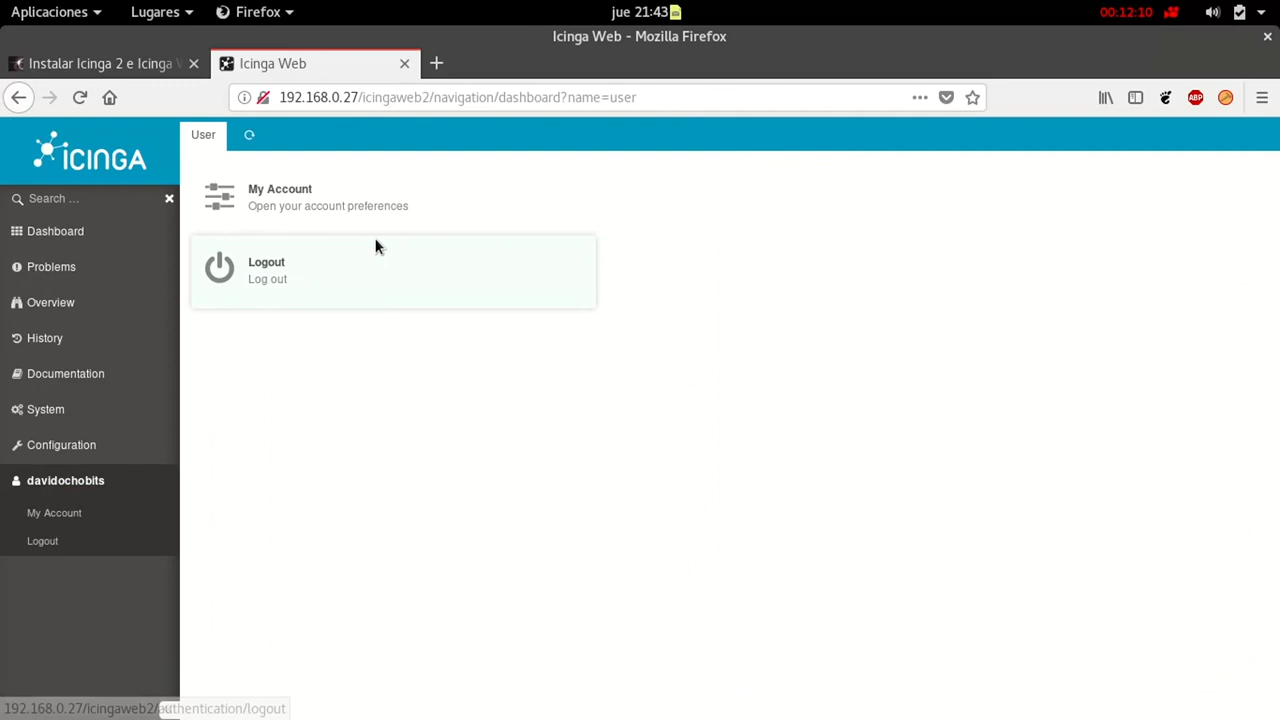 Aplicaciones Lugares Firefox jue 21:43 00:12:10
Icinga Web - Mozilla Firefox
Instalar Icinga 2 e Icinga Icinga Web
192.168.0.27/icingaweb2/navigation/dashboard?name=user
ABP
ICINGA
User
Search ...
Dashboard
Problems
Overview
History
Documentation
System
Configuration
davidochobits
My Account
Logout
My Account
Open your account preferences
Logout
Log out
192.168.0.27/icingaweb2/authentication/logout